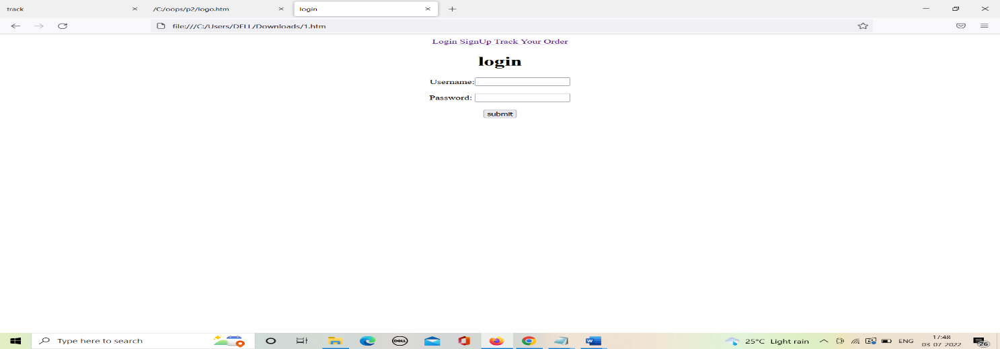 track
/C:/oops/p2/logo.htm
login
file:///C:/Users/DELL/Downloads/1.htm
Login SignUp Track Your Order
login
Username:
Password:
submit
Type here to search
DELL
25°C Light rain
ENG
17:48
03-07-2022
26